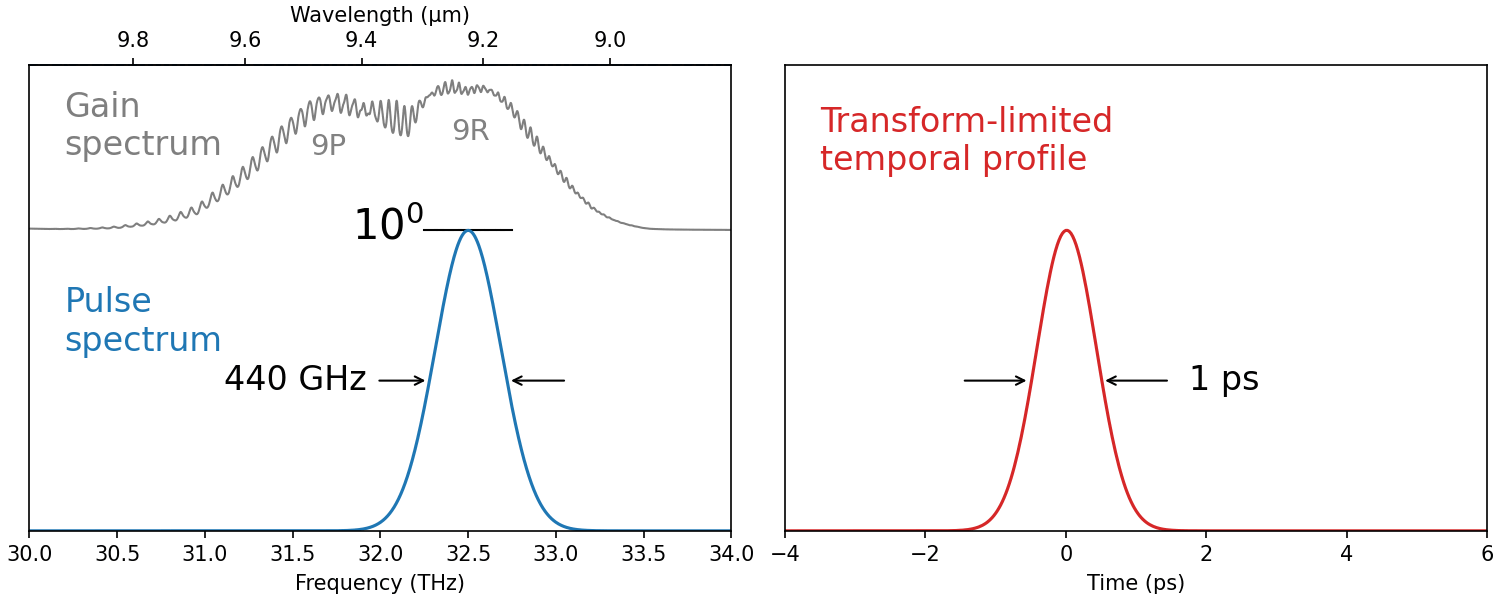 Wavelength (μm)
9.8 9.6 9.4 9.2 9.0
Gain
spectrum
9P
9R
10⁰
Pulse
spectrum
440 GHz
30.0 30.5 31.0 31.5 32.0 32.5 33.0 33.5 34.0
Frequency (THz)
Transform-limited
temporal profile
1 ps
−4 −2 0 2 4 6
Time (ps)